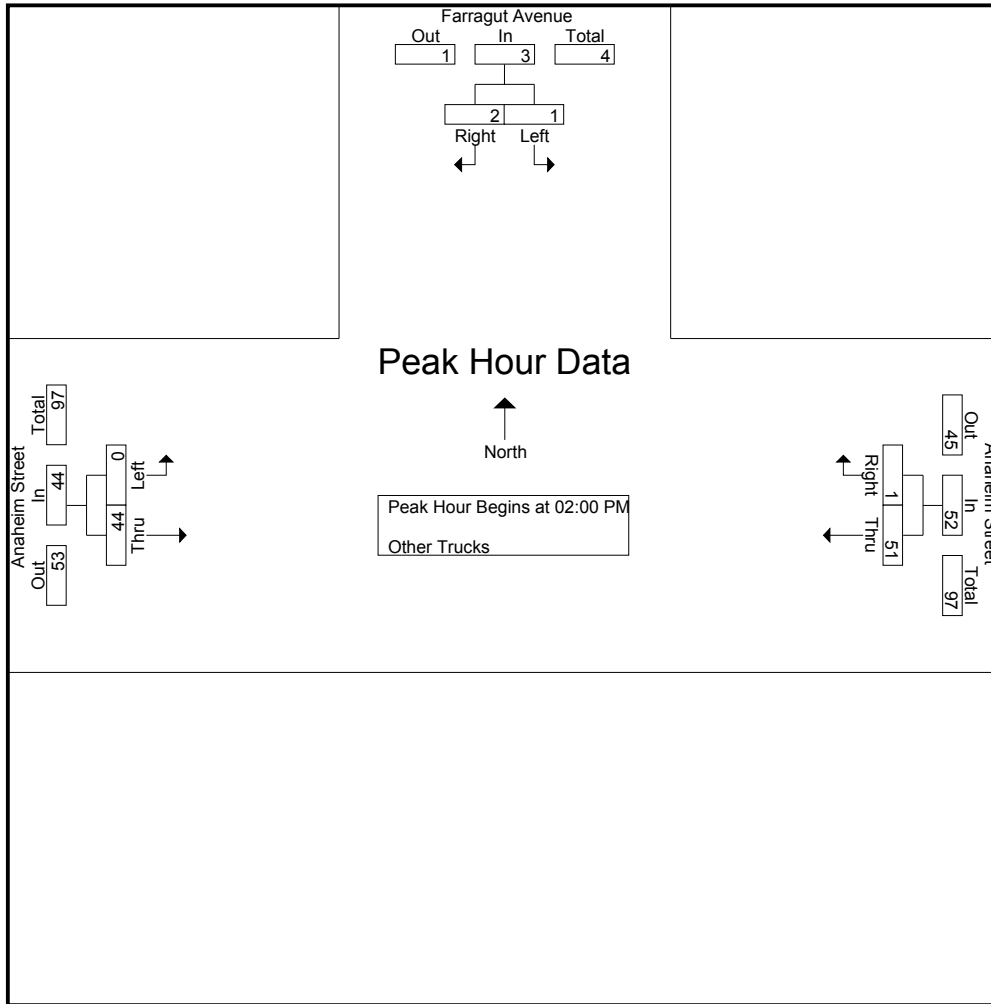 Farragut Avenue
Out In Total
1 3 4
2 1
Right Left
Peak Hour Data
North
Peak Hour Begins at 02:00 PM
Other Trucks
Anaheim Street
Total In Out
97 44 53
0 44
Left Thru
Anaheim Street
Out In Total
45 52 97
1 51
Right Thru